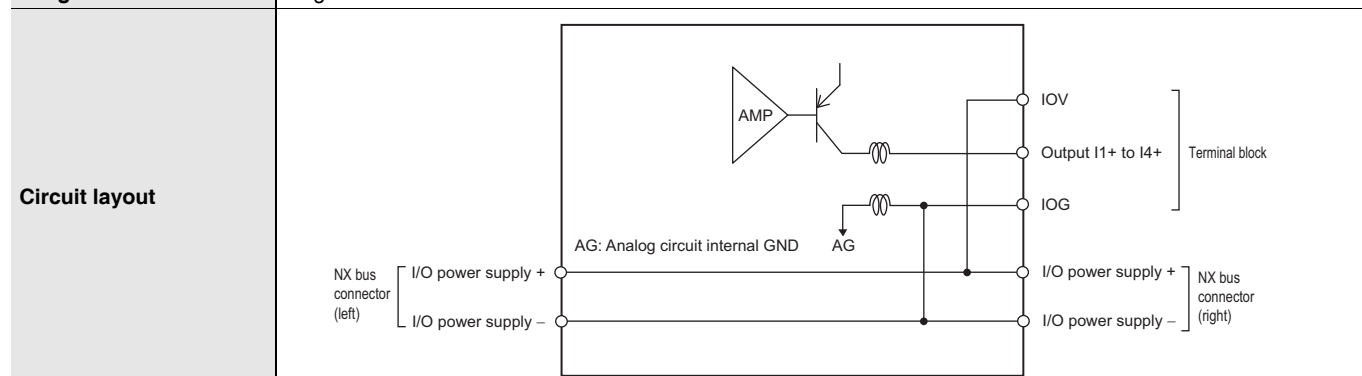 Circuit layout
AMP
IOV
Output I1+ to I4+
Terminal block
IOG
AG: Analog circuit internal GND
AG
NX bus
connector
(left)
I/O power supply +
I/O power supply –
I/O power supply +
I/O power supply –
NX bus
connector
(right)